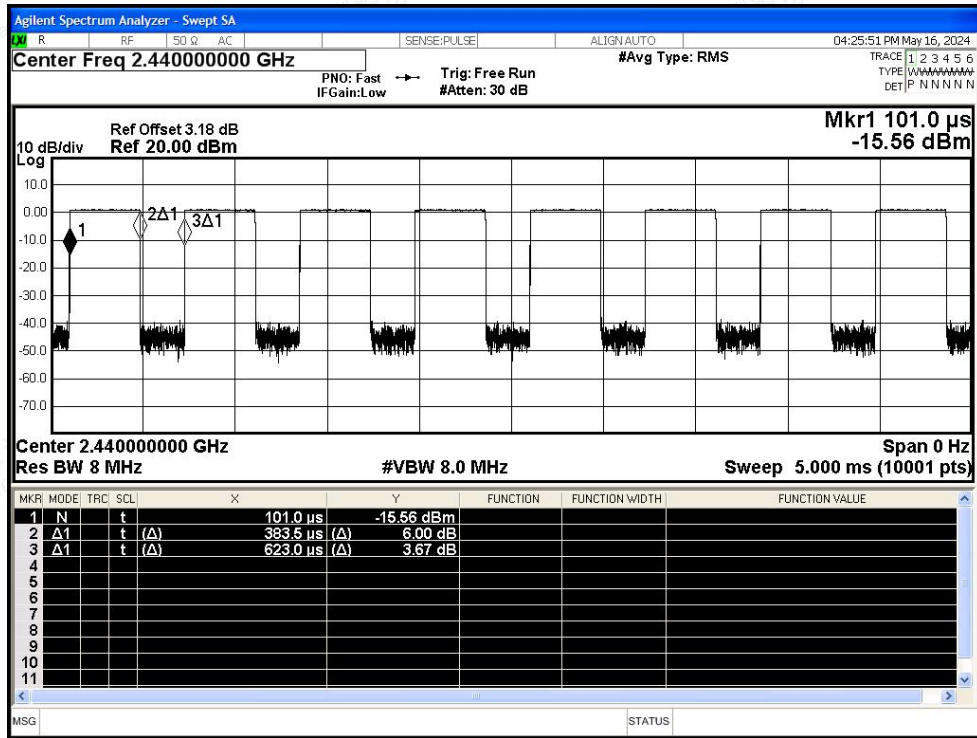 Agilent Spectrum Analyzer - Swept SA
LXI R RF 50 Ω AC SENSE:PULSE ALIGN AUTO 04:25:51 PM May 16, 2024
Center Freq 2.440000000 GHz
#Avg Type: RMS
TRACE 1 2 3 4 5 6
TYPE WWWWWW
DET P N N N N N
PNO: Fast
IFGain:Low
Trig: Free Run
#Atten: 30 dB
Mkr1 101.0 µs
-15.56 dBm
Ref Offset 3.18 dB
10 dB/div Ref 20.00 dBm
Log
10.0
0.00
-10.0
-20.0
-30.0
-40.0
-50.0
-60.0
-70.0
1
2Δ1
3Δ1
Center 2.440000000 GHz Span 0 Hz
Res BW 8 MHz #VBW 8.0 MHz Sweep 5.000 ms (10001 pts)
MKR MODE TRC SCL X Y FUNCTION FUNCTION WIDTH FUNCTION VALUE
1 N t 101.0 µs -15.56 dBm
2 Δ1 t (Δ) 383.5 µs (Δ) 6.00 dB
3 Δ1 t (Δ) 623.0 µs (Δ) 3.67 dB
4
5
6
7
8
9
10
11
MSG STATUS